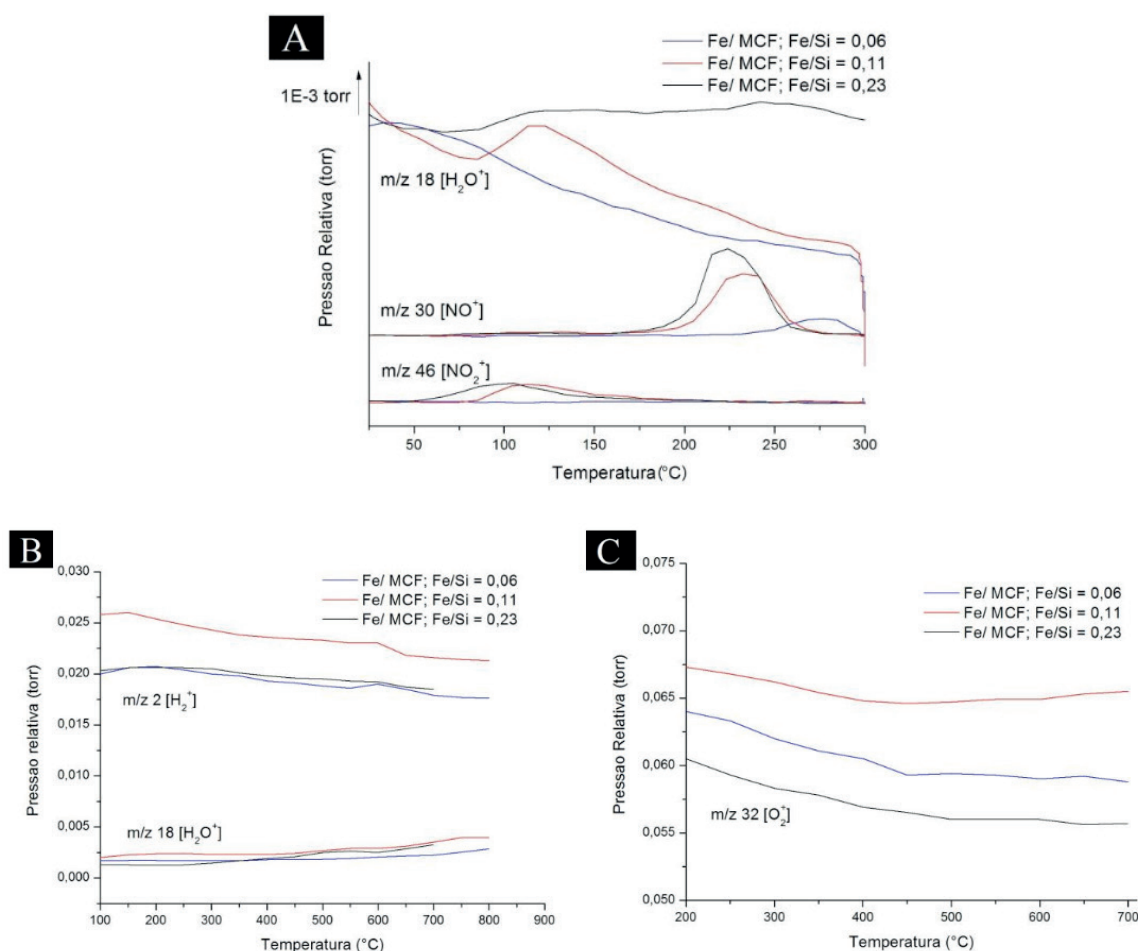 A
Fe/ MCF; Fe/Si = 0,06
Fe/ MCF; Fe/Si = 0,11
Fe/ MCF; Fe/Si = 0,23
1E-3 torr
m/z 18 [H₂O⁺]
m/z 30 [NO⁺]
m/z 46 [NO₂⁺]
Pressao Relativa (torr)
50 100 150 200 250 300
Temperatura(°C)
B
0,030
0,025
0,020
0,015
0,010
0,005
0,000
Fe/ MCF; Fe/Si = 0,06
Fe/ MCF; Fe/Si = 0,11
Fe/ MCF; Fe/Si = 0,23
m/z 2 [H₂⁺]
m/z 18 [H₂O⁺]
Pressao relativa (torr)
100 200 300 400 500 600 700 800 900
Temperatura (°C)
C
0,075
0,070
0,065
0,060
0,055
0,050
Fe/ MCF; Fe/Si = 0,06
Fe/ MCF; Fe/Si = 0,11
Fe/ MCF; Fe/Si = 0,23
m/z 32 [O₂⁺]
Pressao Relativa (torr)
200 300 400 500 600 700
Temperatura (°C)